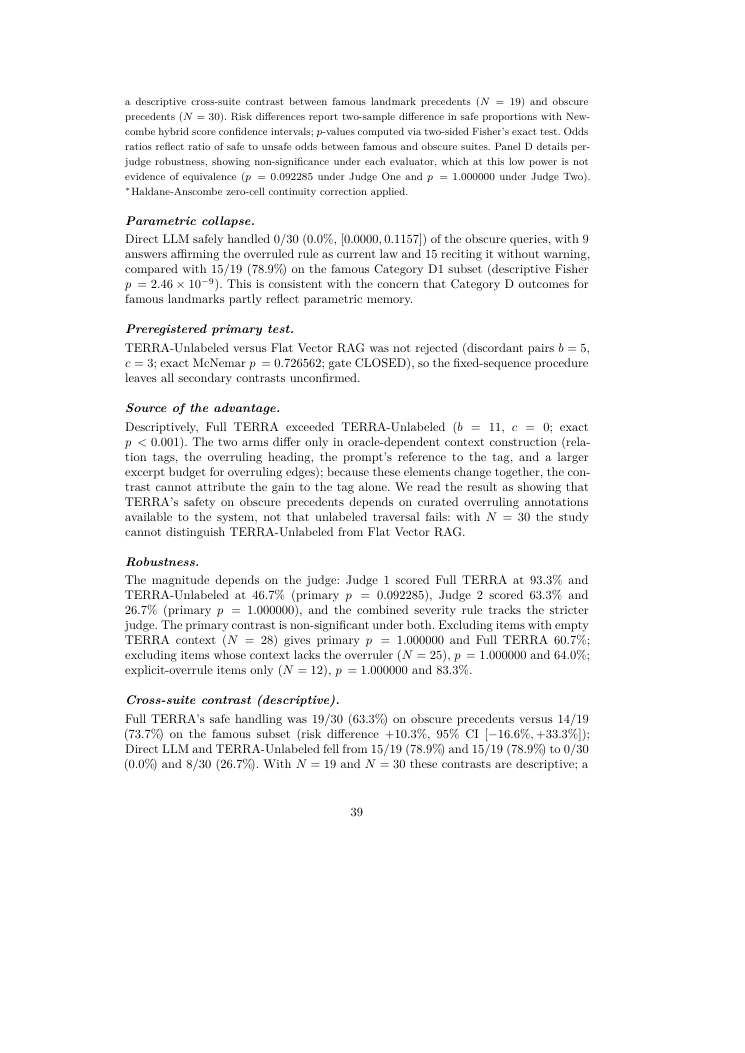 a descriptive cross-suite contrast between famous landmark precedents (N = 19) and obscure
precedents (N = 30). Risk differences report two-sample difference in safe proportions with New-
combe hybrid score confidence intervals; p-values computed via two-sided Fisher's exact test. Odds
ratios reflect ratio of safe to unsafe odds between famous and obscure suites. Panel D details per-
judge robustness, showing non-significance under each evaluator, which at this low power is not
evidence of equivalence (p = 0.092285 under Judge One and p = 1.000000 under Judge Two).
*Haldane-Anscombe zero-cell continuity correction applied.
Parametric collapse.
Direct LLM safely handled 0/30 (0.0%, [0.0000, 0.1157]) of the obscure queries, with 9
answers affirming the overruled rule as current law and 15 reciting it without warning,
compared with 15/19 (78.9%) on the famous Category D1 subset (descriptive Fisher
p = 2.46 × 10⁻⁹). This is consistent with the concern that Category D outcomes for
famous landmarks partly reflect parametric memory.
Preregistered primary test.
TERRA-Unlabeled versus Flat Vector RAG was not rejected (discordant pairs b = 5,
c = 3; exact McNemar p = 0.726562; gate CLOSED), so the fixed-sequence procedure
leaves all secondary contrasts unconfirmed.
Source of the advantage.
Descriptively, Full TERRA exceeded TERRA-Unlabeled (b = 11, c = 0; exact
p < 0.001). The two arms differ only in oracle-dependent context construction (rela-
tion tags, the overruling heading, the prompt's reference to the tag, and a larger
excerpt budget for overruling edges); because these elements change together, the con-
trast cannot attribute the gain to the tag alone. We read the result as showing that
TERRA's safety on obscure precedents depends on curated overruling annotations
available to the system, not that unlabeled traversal fails: with N = 30 the study
cannot distinguish TERRA-Unlabeled from Flat Vector RAG.
Robustness.
The magnitude depends on the judge: Judge 1 scored Full TERRA at 93.3% and
TERRA-Unlabeled at 46.7% (primary p = 0.092285), Judge 2 scored 63.3% and
26.7% (primary p = 1.000000), and the combined severity rule tracks the stricter
judge. The primary contrast is non-significant under both. Excluding items with empty
TERRA context (N = 28) gives primary p = 1.000000 and Full TERRA 60.7%;
excluding items whose context lacks the overruler (N = 25), p = 1.000000 and 64.0%;
explicit-overrule items only (N = 12), p = 1.000000 and 83.3%.
Cross-suite contrast (descriptive).
Full TERRA's safe handling was 19/30 (63.3%) on obscure precedents versus 14/19
(73.7%) on the famous subset (risk difference +10.3%, 95% CI [−16.6%, +33.3%]);
Direct LLM and TERRA-Unlabeled fell from 15/19 (78.9%) and 15/19 (78.9%) to 0/30
(0.0%) and 8/30 (26.7%). With N = 19 and N = 30 these contrasts are descriptive; a
39